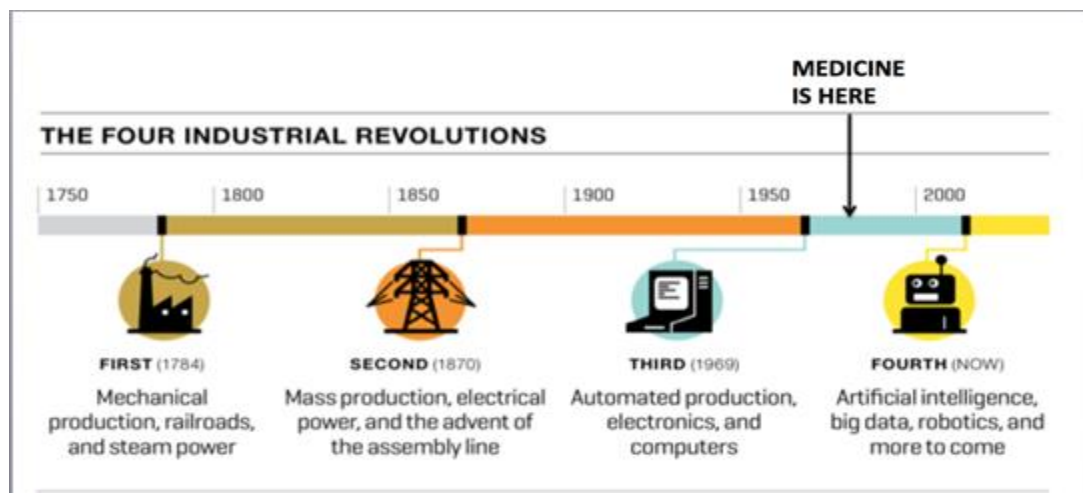 MEDICINE
IS HERE
THE FOUR INDUSTRIAL REVOLUTIONS
1750 1800 1850 1900 1950 2000
FIRST (1784)
Mechanical
production, railroads,
and steam power
SECOND (1870)
Mass production, electrical
power, and the advent of
the assembly line
THIRD (1969)
Automated production,
electronics, and
computers
FOURTH (NOW)
Artificial intelligence,
big data, robotics, and
more to come